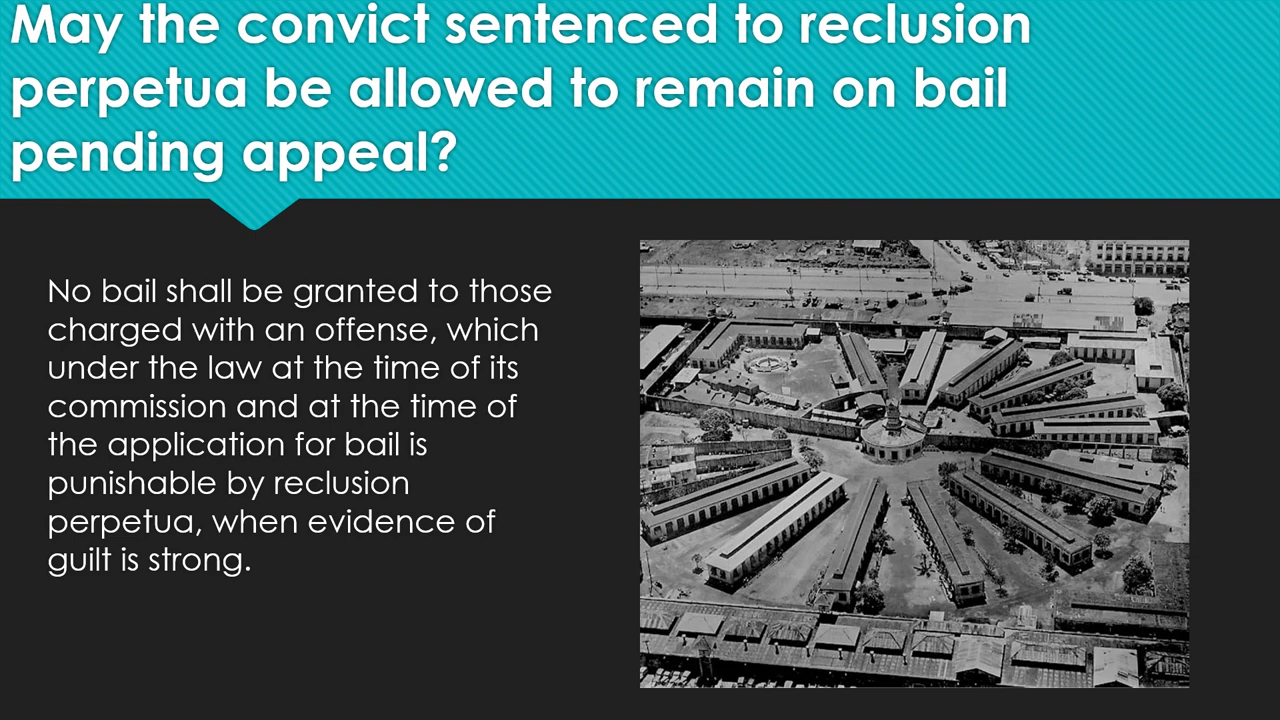 May the convict sentenced to reclusion
perpetua be allowed to remain on bail
pending appeal?
No bail shall be granted to those
charged with an offense, which
under the law at the time of its
commission and at the time of
the application for bail is
punishable by reclusion
perpetua, when evidence of
guilt is strong.